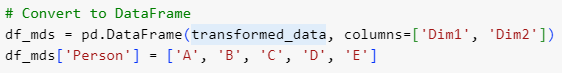 # Convert to DataFrame
df_mds = pd.DataFrame(transformed_data, columns=['Dim1', 'Dim2'])
df_mds['Person'] = ['A', 'B', 'C', 'D', 'E']